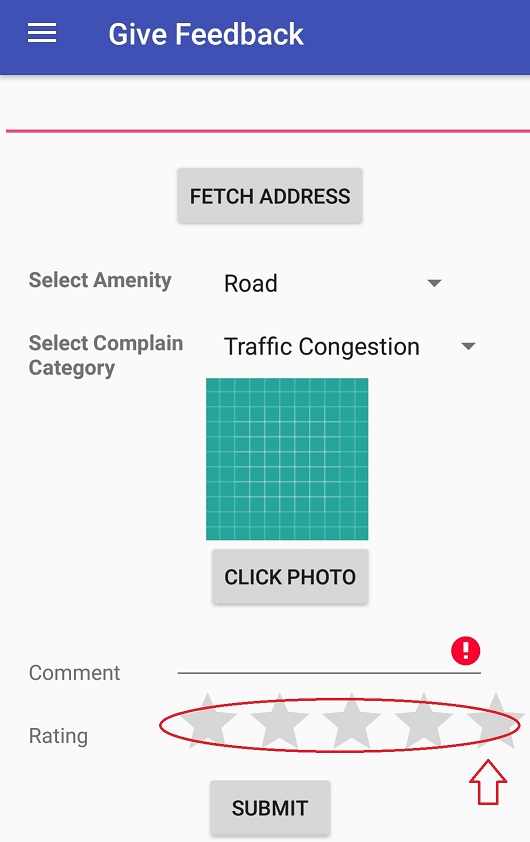 Give Feedback
FETCH ADDRESS
Select Amenity
Road
Select Complain
Category
Traffic Congestion
CLICK PHOTO
Comment
Rating
SUBMIT